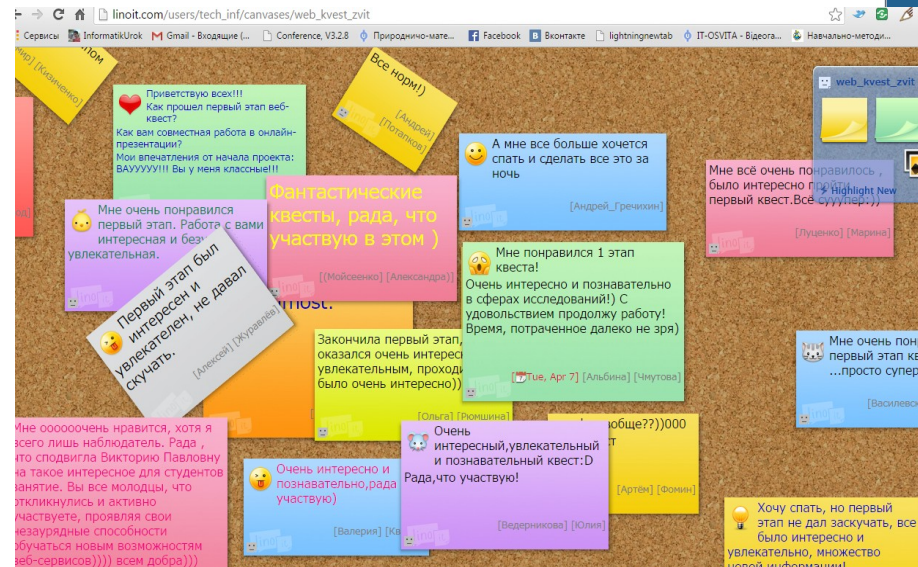 linoit.com/users/tech_inf/canvases/web_kvest_zvit
Сервисы
InformatikUrok
Gmail - Входящие (...
Conference, V3.2.8
Природничо-мате...
Facebook
Вконтакте
lightningnewtab
IT-OSVITA - Відеога...
Навчально-методи...
[Кизиченко]
Приветствую всех!!!
Как прошел первый этап веб-
квест?
Как вам совместная работа в онлайн-
презентации?
Мои впечатления от начала проекта:
ВАУУУУУ!!! Вы у меня классные!!!
Все норм!)
[Андрей]
[Потапков]
А мне все больше хочется
спать и сделать все это за
ночь
[Андрей_Гречихин]
web_kvest_zvit
Highlight New
Мне всё очень понравилось ,
было интересно пройти
первый квест.Всё сууупер:))
[Луценко] [Марина]
Мне очень понравился
первый этап. Работа с вами
интересная и
увлекательная.
Фантастические
квесты, рада, что
участвую в этом )
[(Мойсеенко] [Александра)]
Мне понравился 1 этап
квеста!
Очень интересно и познавательно
в сферах исследований!) С
удовольствием продолжу работу!
Время, потраченное далеко не зря)
[Tue, Apr 7] [Альбина] [Чмутова]
Первый этап был
интересен и
увлекателен, не давал
скучать.
[Алексей] [Журавлёв]
most.
Закончила первый этап,
оказался очень
увлекательным,
было очень интересно))
[Ольга] [Рюмшина]
Мне очень
первый этап
...просто супер
Мне оооооочень нравится, хотя я
всего лишь наблюдатель. Рада ,
что сподвигла Викторию Павловну
на такое интересное для студентов
занятие. Вы все молодцы, что
откликнулись и активно
участвуете, проявляя свои
незаурядные способности
обучаться новым возможностям
веб-сервисов)))) всем добра)))
Очень интересно и
познавательно,рада
участвую)
[Валерия]
Очень
интересный,увлекательный
и познавательный квест:D
Рада,что участвую!
[Ведерникова] [Юлия]
[Артём] [Фомин]
Хочу спать, но первый
этап не дал заскучать, все
было интересно и
увлекательно, множество
новой информации!